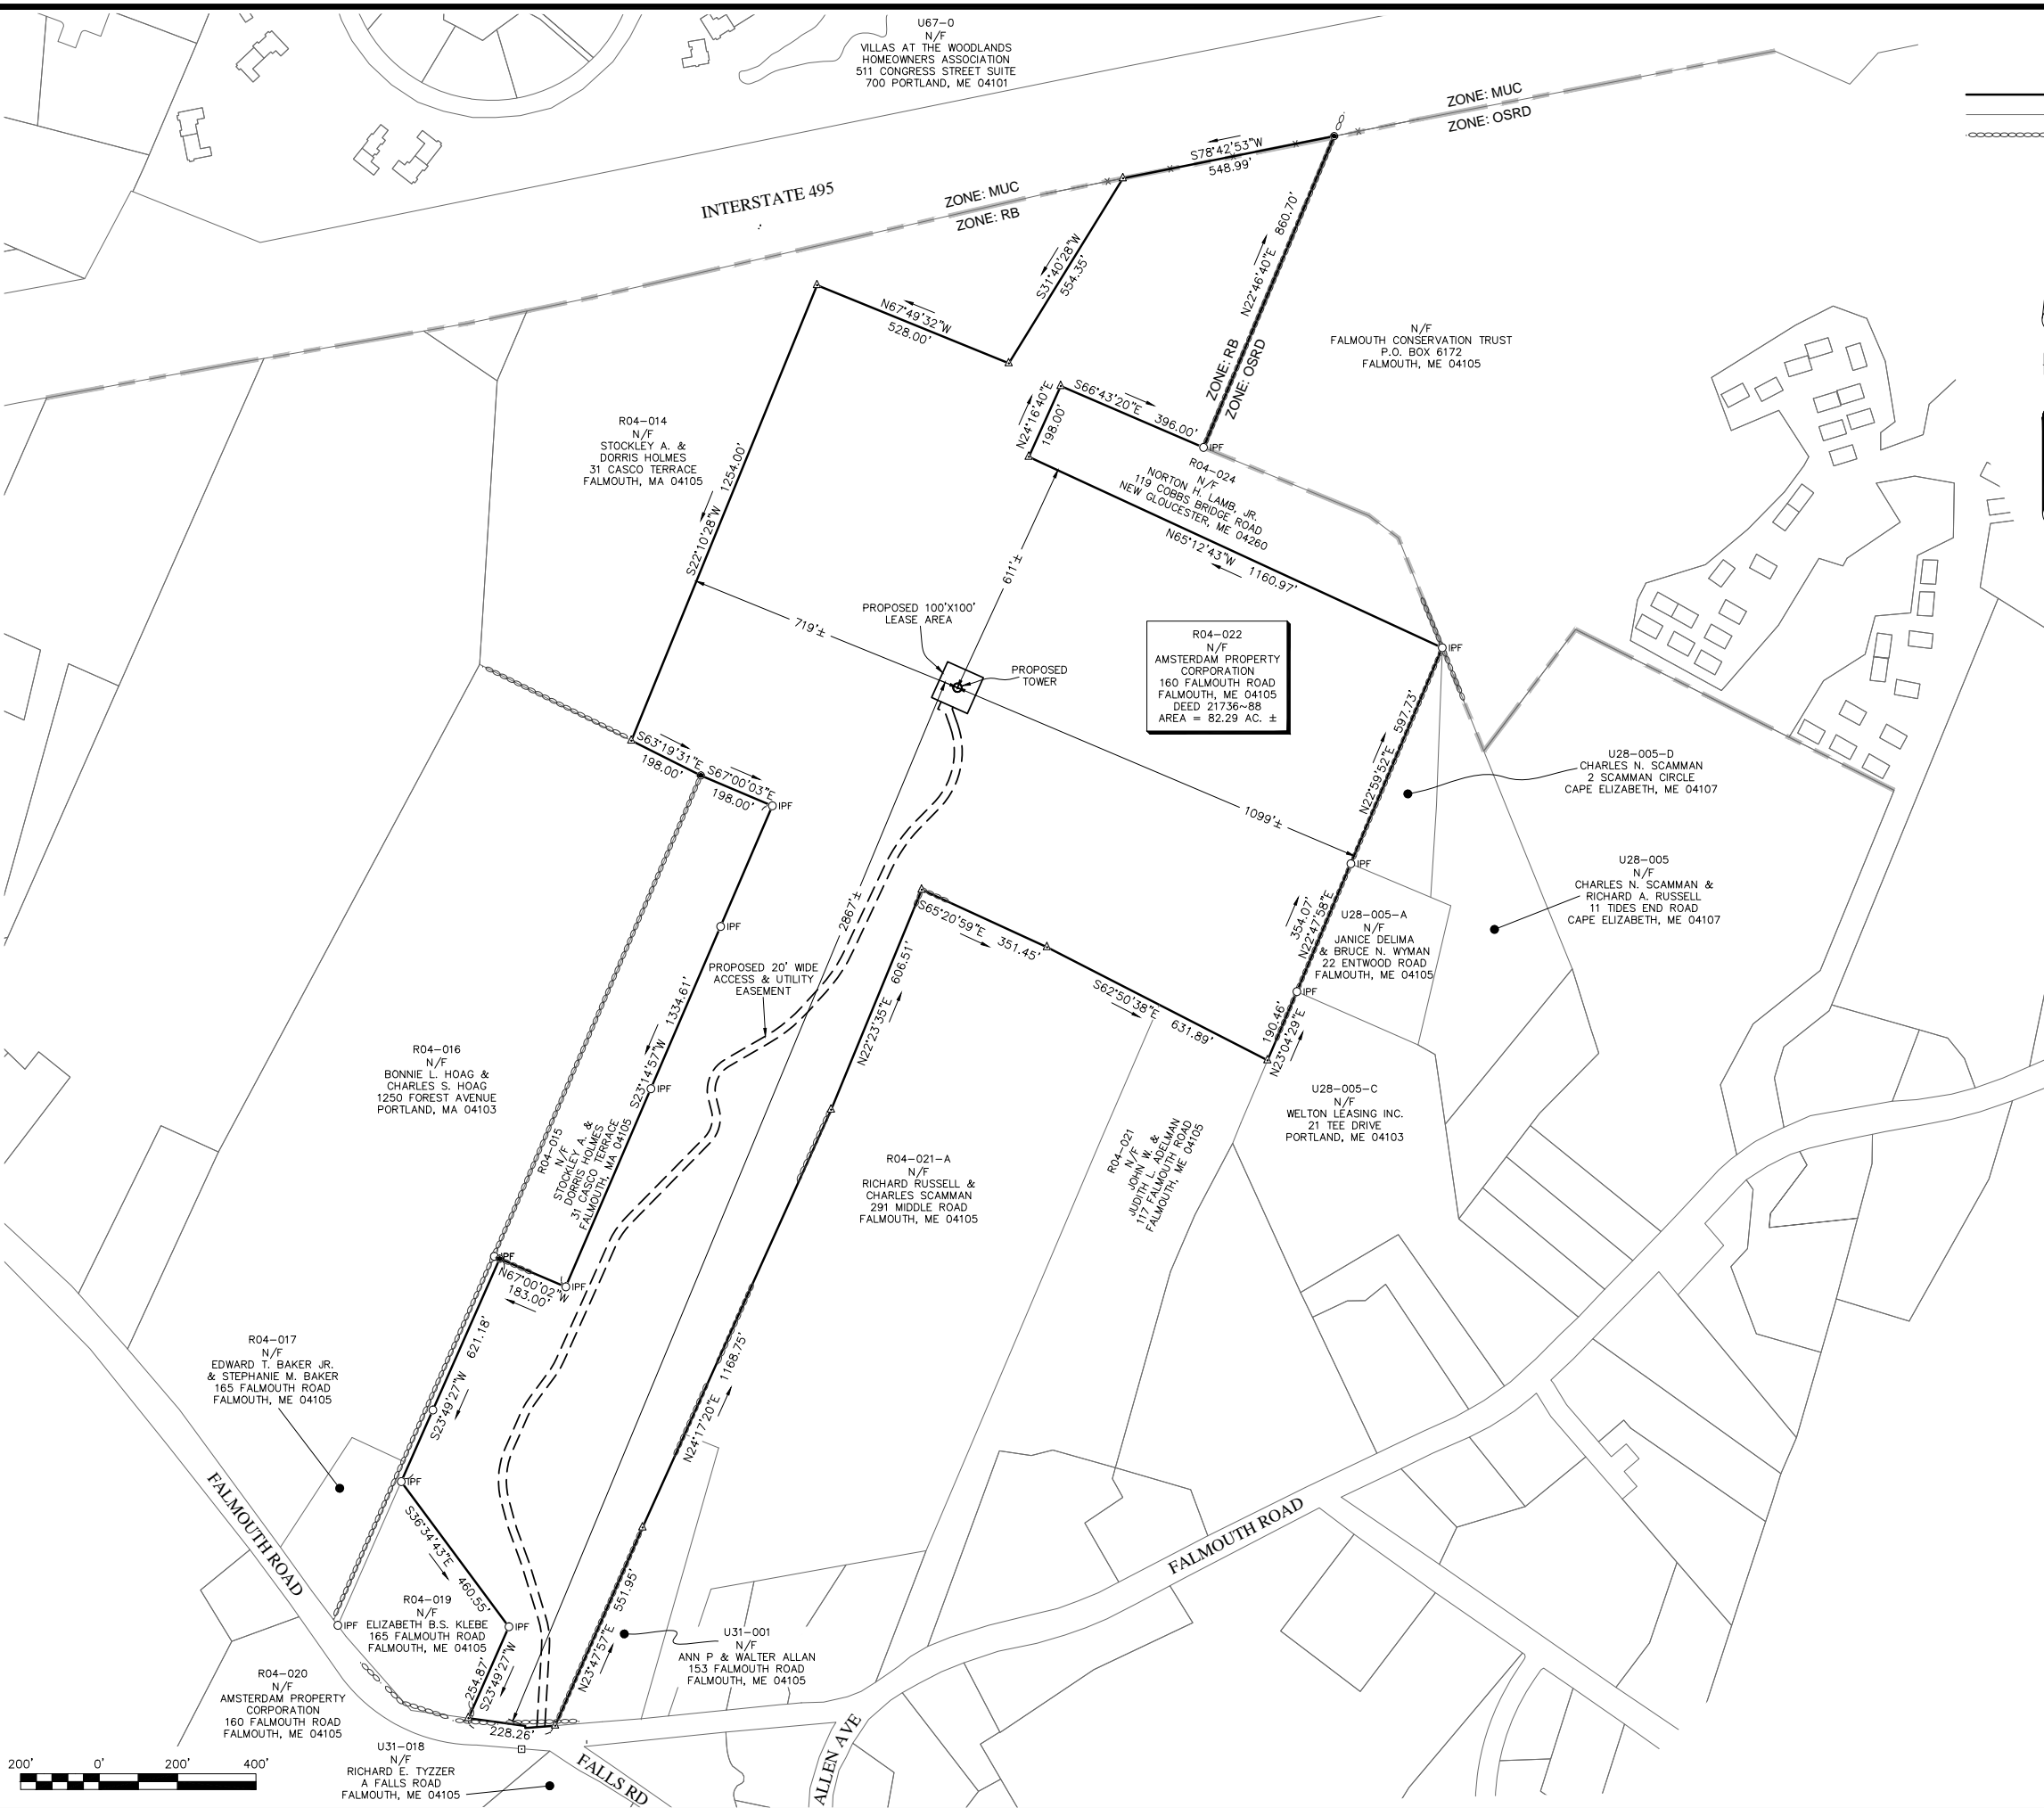 U67-0
N/F
VILLAS AT THE WOODLANDS
HOMEOWNERS ASSOCIATION
511 CONGRESS STREET SUITE
700 PORTLAND, ME 04101
ZONE: MUC
ZONE: OSRD
S78°42'53"W
548.99'
INTERSTATE 495
ZONE: MUC
ZONE: RB
S31°40'28"W
554.35'
N22°46'40"E 860.70'
N67°49'32"W
528.00'
ZONE: RB
ZONE: OSRD
N/F
FALMOUTH CONSERVATION TRUST
P.O. BOX 6172
FALMOUTH, ME 04105
N24°16'40"E
198.00'
S66°43'20"E 396.00'
IPF
R04-014
N/F
STOCKLEY A. &
DORRIS HOLMES
31 CASCO TERRACE
FALMOUTH, MA 04105
S22°10'28"W 1254.00'
R04-024
N/F
NORTON H. LAMB, JR.
119 COBBS BRIDGE ROAD
NEW GLOUCESTER, ME 04260
N65°12'43"W 1160.97'
611'±
719'±
PROPOSED 100'X100'
LEASE AREA
PROPOSED
TOWER
R04-022
N/F
AMSTERDAM PROPERTY
CORPORATION
160 FALMOUTH ROAD
FALMOUTH, ME 04105
DEED 21736~88
AREA = 82.29 AC. ±
IPF
N22°59'52"E 597.73'
U28-005-D
CHARLES N. SCAMMAN
2 SCAMMAN CIRCLE
CAPE ELIZABETH, ME 04107
S63°19'31"E
198.00'
S67°00'03"E
198.00'
IPF
1099'±
IPF
U28-005
N/F
CHARLES N. SCAMMAN &
RICHARD A. RUSSELL
11 TIDES END ROAD
CAPE ELIZABETH, ME 04107
2867'±
IPF
S65°20'59"E 351.45'
354.07'
N22°47'58"E
U28-005-A
N/F
JANICE DELIMA
& BRUCE N. WYMAN
22 ENTWOOD ROAD
FALMOUTH, ME 04105
PROPOSED 20' WIDE
ACCESS & UTILITY
EASEMENT
N22°23'35"E 606.51'
S62°50'38"E 631.89'
IPF
190.46'
N23°04'29"E
S23°14'57"W 1334.61'
IPF
R04-016
N/F
BONNIE L. HOAG &
CHARLES S. HOAG
1250 FOREST AVENUE
PORTLAND, MA 04103
R04-015
N/F
STOCKLEY A. &
DORRIS HOLMES
31 CASCO TERRACE
FALMOUTH, MA 04105
U28-005-C
N/F
WELTON LEASING INC.
21 TEE DRIVE
PORTLAND, ME 04103
R04-021
N/F
JOHN W. &
JUDITH L. ADELMAN
117 FALMOUTH ROAD
FALMOUTH, ME 04105
R04-021-A
N/F
RICHARD RUSSELL &
CHARLES SCAMMAN
291 MIDDLE ROAD
FALMOUTH, ME 04105
IPF
N67°00'02"W
183.00'
IPF
S23°49'27"W 621.18'
R04-017
N/F
EDWARD T. BAKER JR.
& STEPHANIE M. BAKER
165 FALMOUTH ROAD
FALMOUTH, ME 04105
N24°17'20"E 1168.75'
IPF
FALMOUTH ROAD
S36°34'43"E 460.55'
FALMOUTH ROAD
IPF
R04-019
N/F
ELIZABETH B.S. KLEBE
165 FALMOUTH ROAD
FALMOUTH, ME 04105
IPF
254.87'
S23°49'27"W
N23°47'57"E 551.95'
U31-001
N/F
ANN P & WALTER ALLAN
153 FALMOUTH ROAD
FALMOUTH, ME 04105
R04-020
N/F
AMSTERDAM PROPERTY
CORPORATION
160 FALMOUTH ROAD
FALMOUTH, ME 04105
228.26'
U31-018
N/F
RICHARD E. TYZZER
A FALLS ROAD
FALMOUTH, ME 04105
FALLS RD
ALLEN AVE
200' 0' 200' 400'